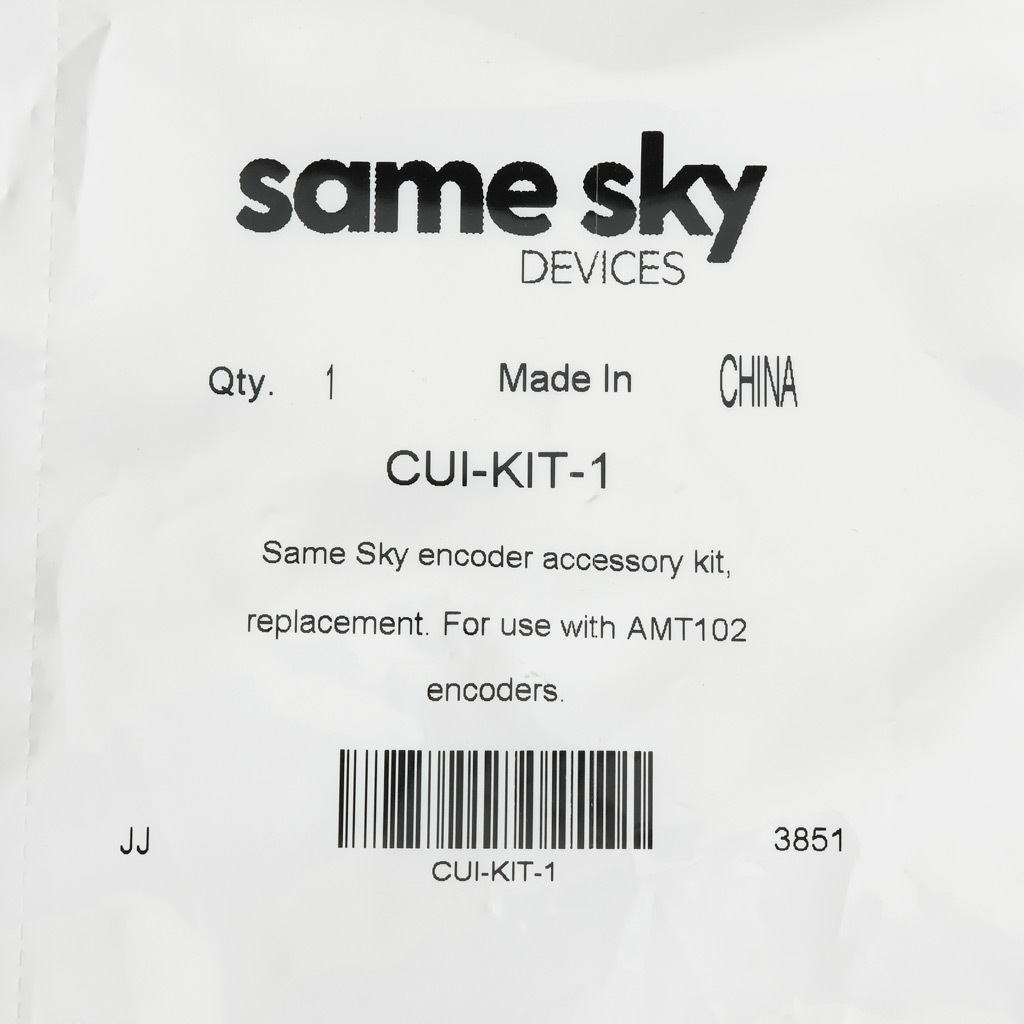 same sky
DEVICES
Qty. 1 Made In CHINA
CUI-KIT-1
Same Sky encoder accessory kit,
replacement. For use with AMT102
encoders.
JJ 3851
CUI-KIT-1